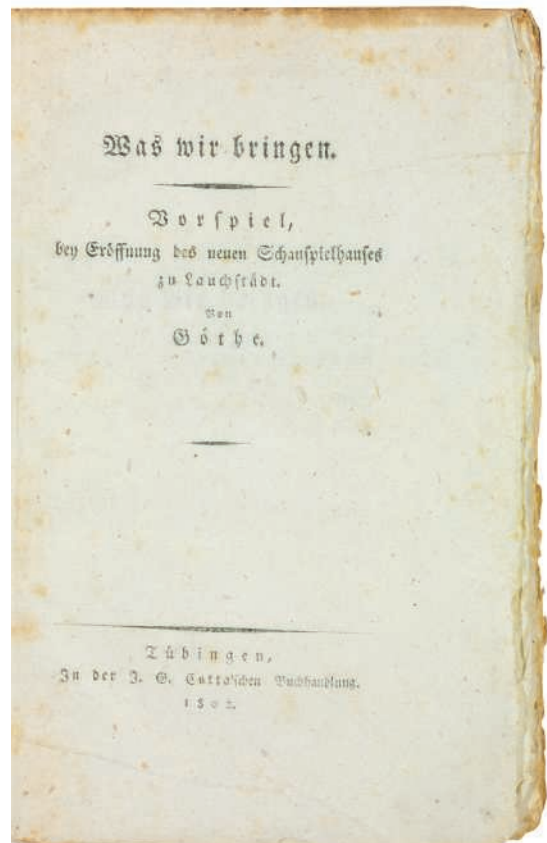 Was wir bringen.
Vorspiel,
bey Eröffnung des neuen Schauspielhauses
zu Lauchstädt.
Von
Göthe.
Tübingen,
In der J. G. Cotta'schen Buchhandlung.
1802.